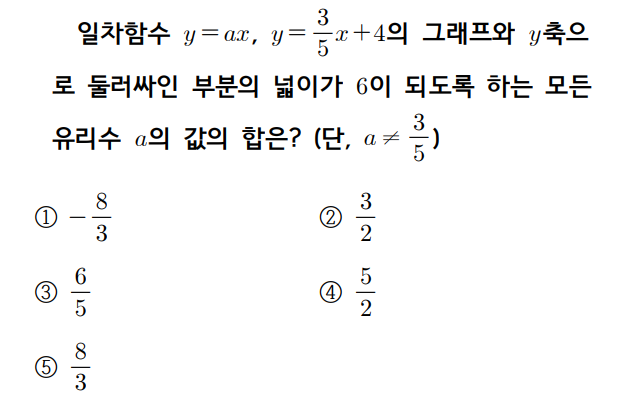 일차함수 y=ax, y=\frac{3}{5}x+4의 그래프와 y축으
로 둘러싸인 부분의 넓이가 6이 되도록 하는 모든
유리수 a의 값의 합은? (단, a≠\frac{3}{5})
① -\frac{8}{3} ② \frac{3}{2}
③ \frac{6}{5} ④ \frac{5}{2}
⑤ \frac{8}{3}